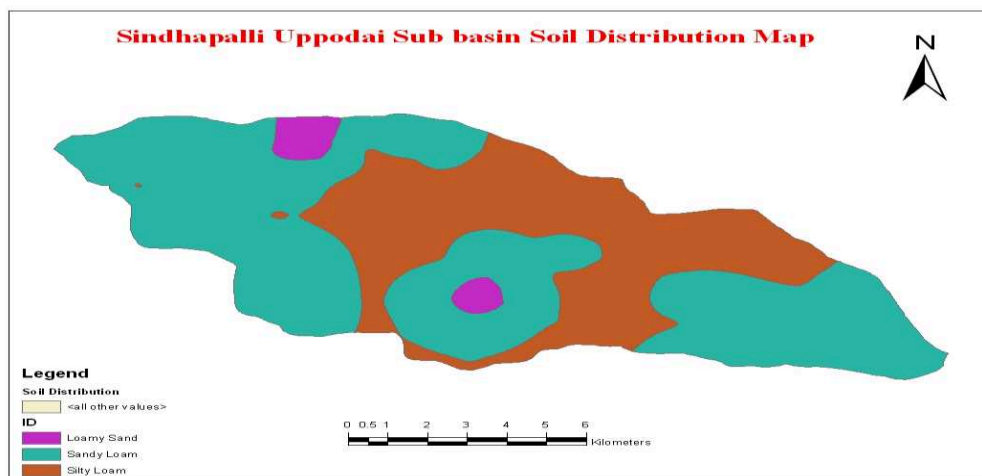 Sindhapalli Uppodai Sub basin Soil Distribution Map
N
Legend
Soil Distribution
<all other values>
ID
Loamy Sand
Sandy Loam
Silty Loam
0 0.5 1 2 3 4 5 6
Kilometers